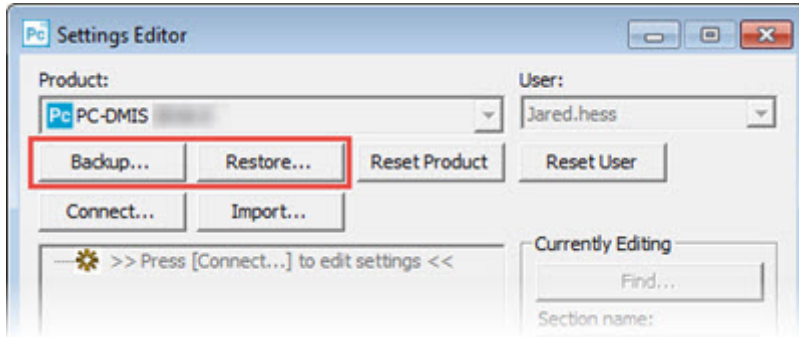 Pc Settings Editor
Product:
User:
Pc PC-DMIS
Jared.hess
Backup...
Restore...
Reset Product
Reset User
Connect...
Import...
>> Press [Connect...] to edit settings <<
Currently Editing
Find...
Section name: